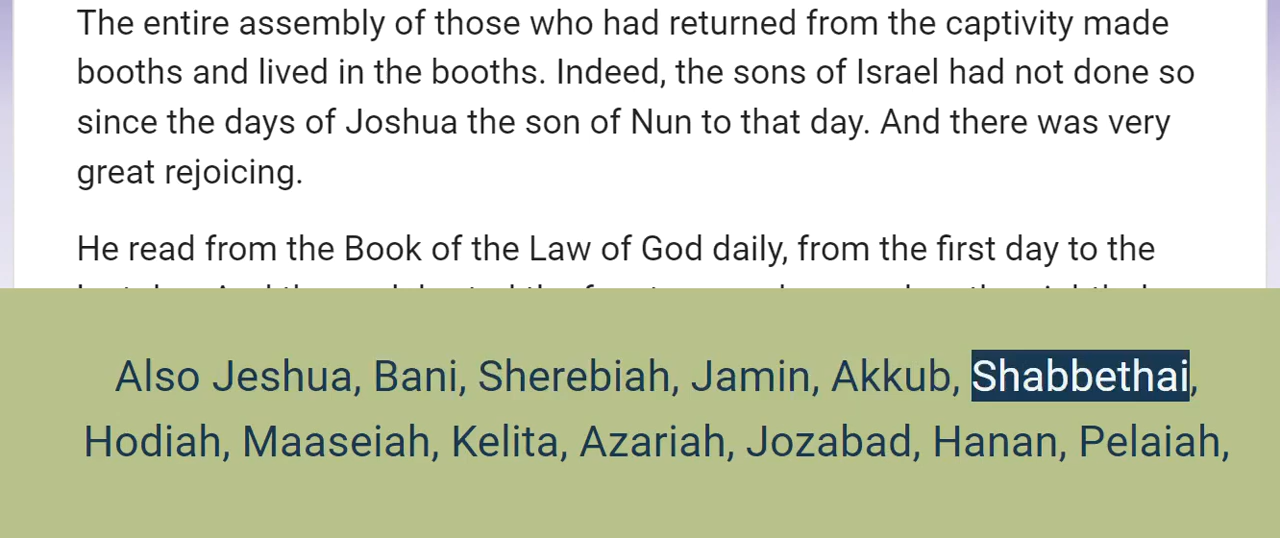 The entire assembly of those who had returned from the captivity made
booths and lived in the booths. Indeed, the sons of Israel had not done so
since the days of Joshua the son of Nun to that day. And there was very
great rejoicing.
He read from the Book of the Law of God daily, from the first day to the
Also Jeshua, Bani, Sherebiah, Jamin, Akkub, Shabbethai,
Hodiah, Maaseiah, Kelita, Azariah, Jozabad, Hanan, Pelaiah,